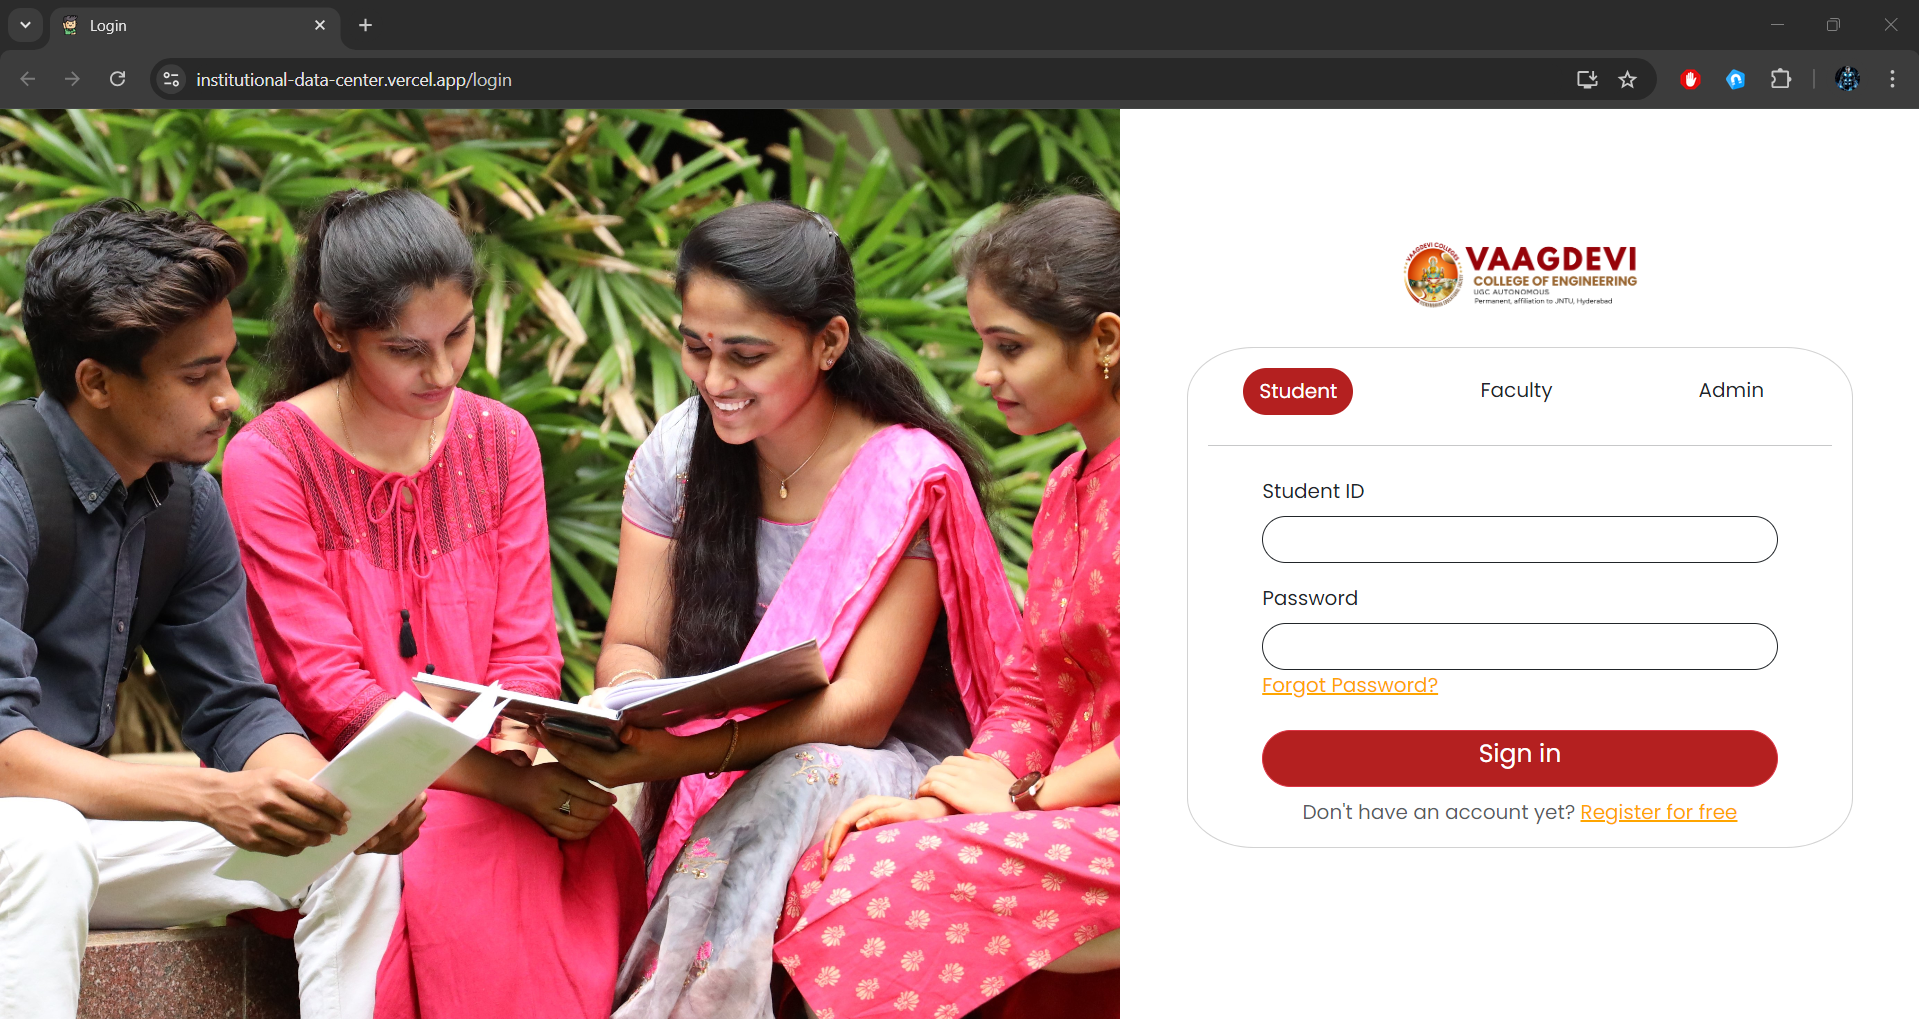 Login
institutional-data-center.vercel.app/login
VAAGDEVI
COLLEGE OF ENGINEERING
UGC AUTONOMOUS
Permanent, affiliation to JNTU, Hyderabad
Student Faculty Admin
Student ID
Password
Forgot Password?
Sign in
Don't have an account yet? Register for free